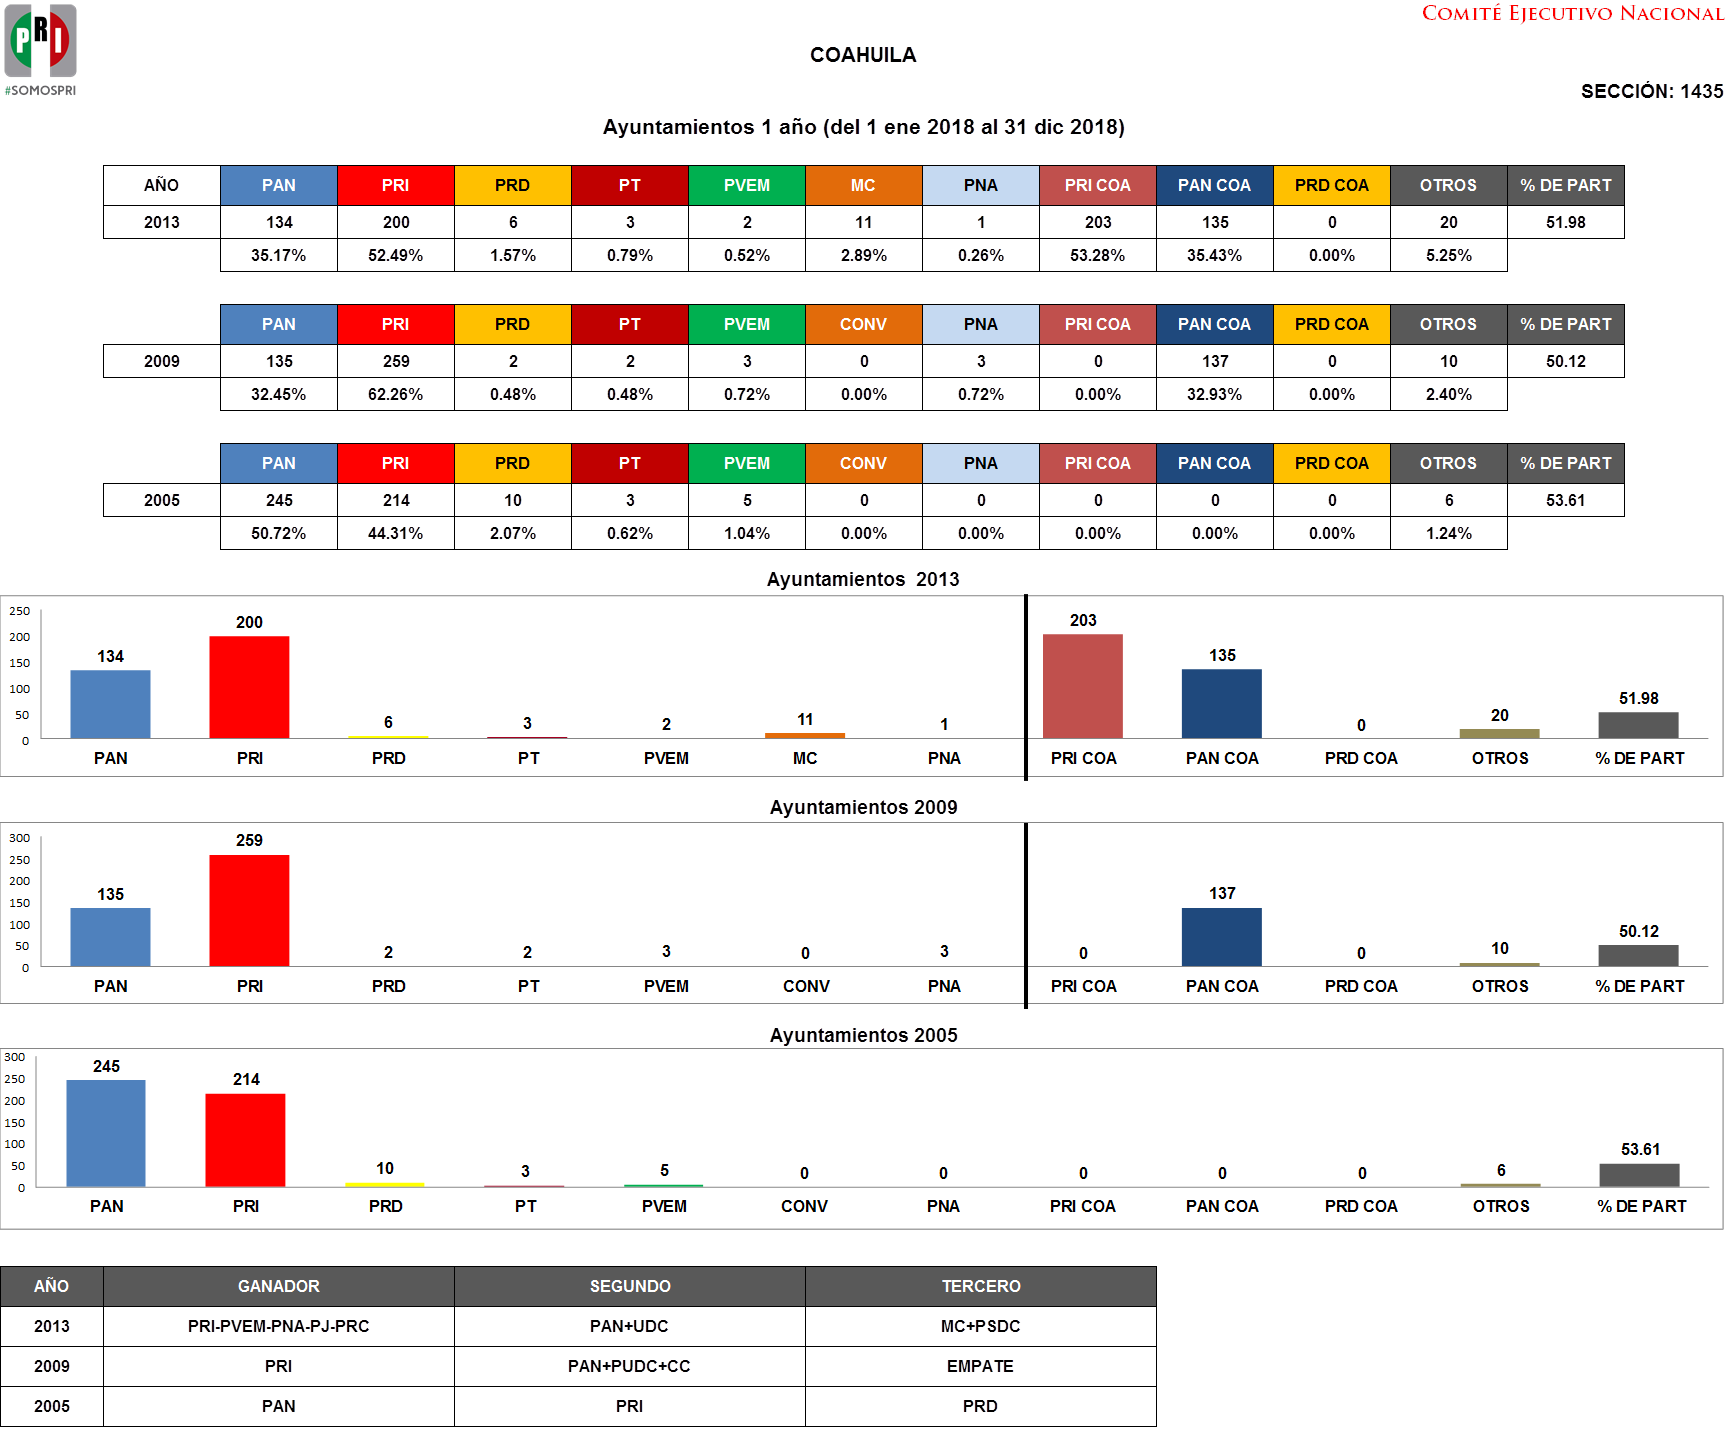 PRI
#SOMOSPRI
COMITÉ EJECUTIVO NACIONAL
COAHUILA
SECCIÓN: 1435
Ayuntamientos 1 año (del 1 ene 2018 al 31 dic 2018)
AÑO PAN PRI PRD PT PVEM MC PNA PRI COA PAN COA PRD COA OTROS % DE PART
2013 134 200 6 3 2 11 1 203 135 0 20 51.98
35.17% 52.49% 1.57% 0.79% 0.52% 2.89% 0.26% 53.28% 35.43% 0.00% 5.25%
PAN PRI PRD PT PVEM CONV PNA PRI COA PAN COA PRD COA OTROS % DE PART
2009 135 259 2 2 3 0 3 0 137 0 10 50.12
32.45% 62.26% 0.48% 0.48% 0.72% 0.00% 0.72% 0.00% 32.93% 0.00% 2.40%
PAN PRI PRD PT PVEM CONV PNA PRI COA PAN COA PRD COA OTROS % DE PART
2005 245 214 10 3 5 0 0 0 0 0 6 53.61
50.72% 44.31% 2.07% 0.62% 1.04% 0.00% 0.00% 0.00% 0.00% 0.00% 1.24%
Ayuntamientos 2013
250
200
150
100
50
0
134 200 6 3 2 11 1 203 135 0 20 51.98
PAN PRI PRD PT PVEM MC PNA PRI COA PAN COA PRD COA OTROS % DE PART
Ayuntamientos 2009
300
250
200
150
100
50
0
135 259 2 2 3 0 3 0 137 0 10 50.12
PAN PRI PRD PT PVEM CONV PNA PRI COA PAN COA PRD COA OTROS % DE PART
Ayuntamientos 2005
300
250
200
150
100
50
0
245 214 10 3 5 0 0 0 0 0 6 53.61
PAN PRI PRD PT PVEM CONV PNA PRI COA PAN COA PRD COA OTROS % DE PART
AÑO GANADOR SEGUNDO TERCERO
2013 PRI-PVEM-PNA-PJ-PRC PAN+UDC MC+PSDC
2009 PRI PAN+PUDC+CC EMPATE
2005 PAN PRI PRD